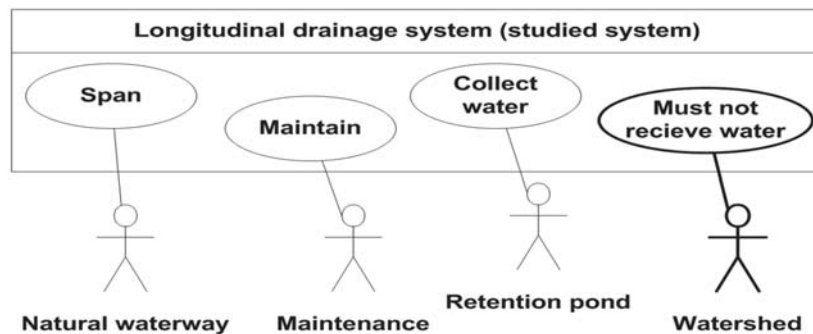 Longitudinal drainage system (studied system)
Span
Maintain
Collect
water
Must not
recieve water
Natural waterway
Maintenance
Retention pond
Watershed